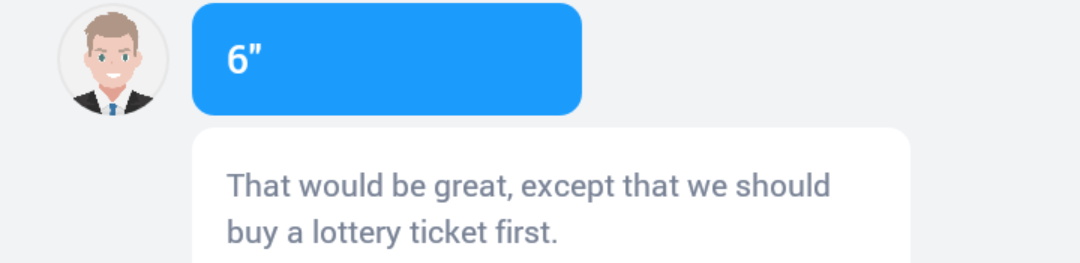 6"
That would be great, except that we should
buy a lottery ticket first.